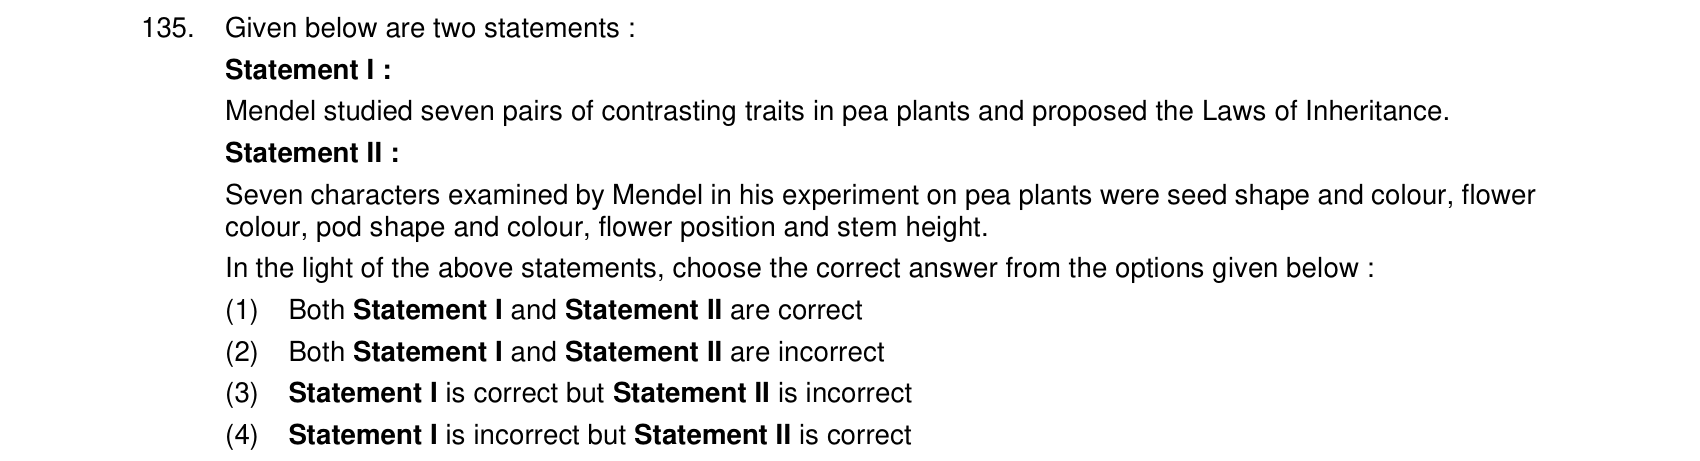 135. Given below are two statements :
Statement I :
Mendel studied seven pairs of contrasting traits in pea plants and proposed the Laws of Inheritance.
Statement II :
Seven characters examined by Mendel in his experiment on pea plants were seed shape and colour, flower
colour, pod shape and colour, flower position and stem height.
In the light of the above statements, choose the correct answer from the options given below :
(1) Both Statement I and Statement II are correct
(2) Both Statement I and Statement II are incorrect
(3) Statement I is correct but Statement II is incorrect
(4) Statement I is incorrect but Statement II is correct